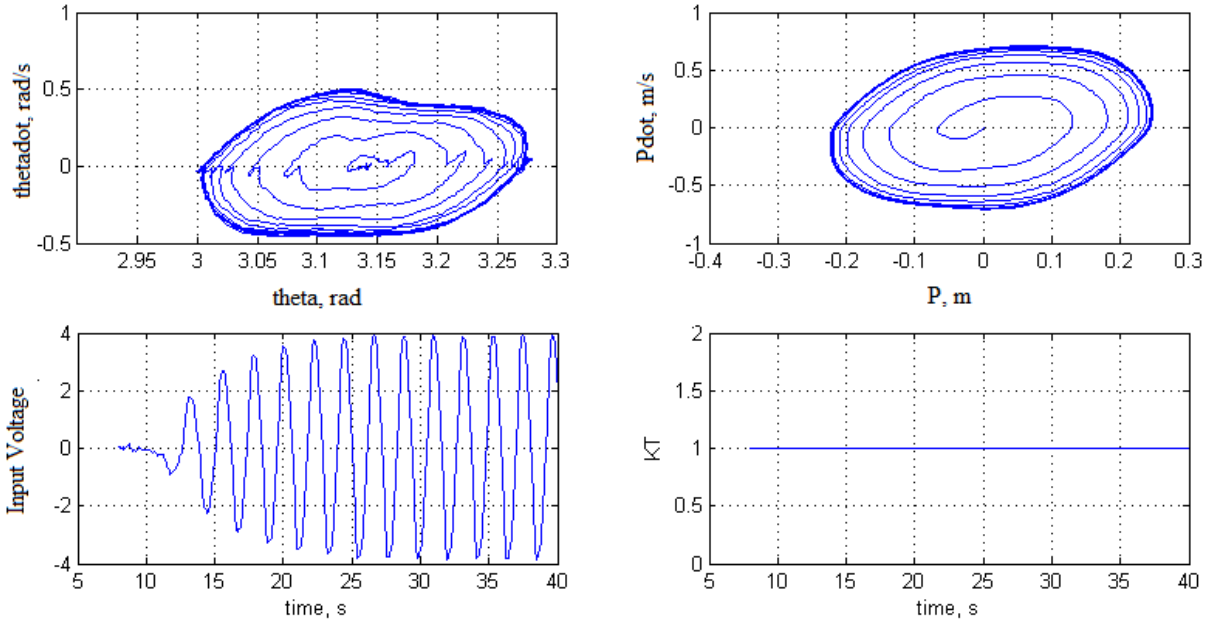 1
0.5
0
-0.5
thetadot, rad/s
2.95 3 3.05 3.1 3.15 3.2 3.25 3.3
theta, rad
1
0.5
0
-0.5
-1
Pdot, m/s
-0.4 -0.3 -0.2 -0.1 0 0.1 0.2 0.3
P, m
4
2
0
-2
-4
Input Voltage
5 10 15 20 25 30 35 40
time, s
2
1.5
1
0.5
0
KT
5 10 15 20 25 30 35 40
time, s